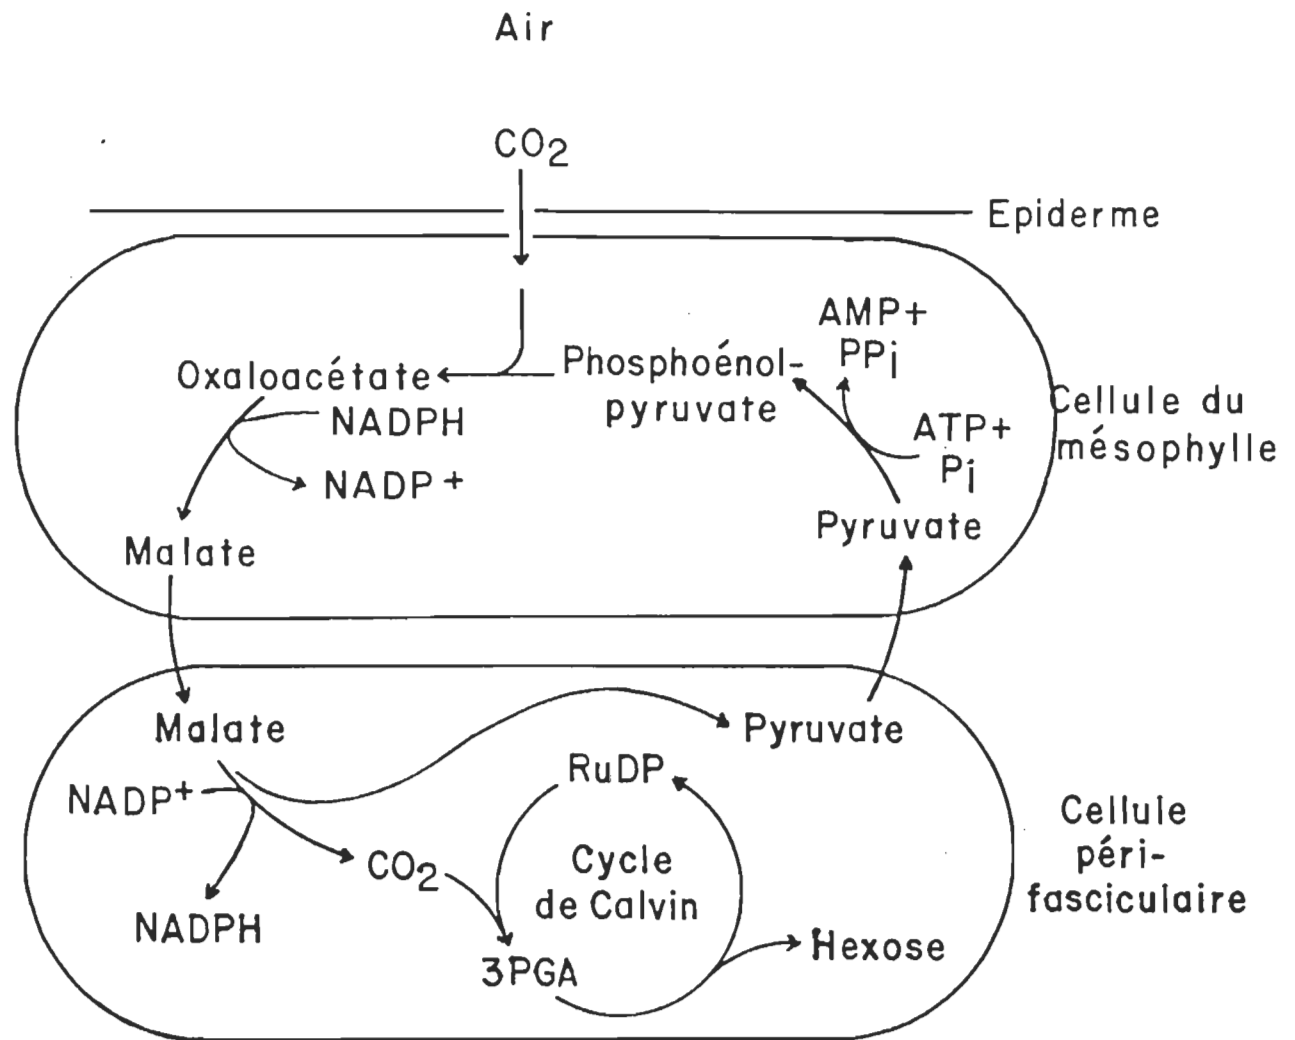 Air
CO2
Epiderme
AMP+
PPi
Phosphoénol-
pyruvate
Oxaloacétate
NADPH
NADP+
ATP+
Pi
Cellule du
mésophylle
Pyruvate
Malate
Malate
Pyruvate
NADP+
RuDP
CO2
Cycle
de Calvin
Cellule
péri-
fasciculaire
NADPH
3PGA
Hexose